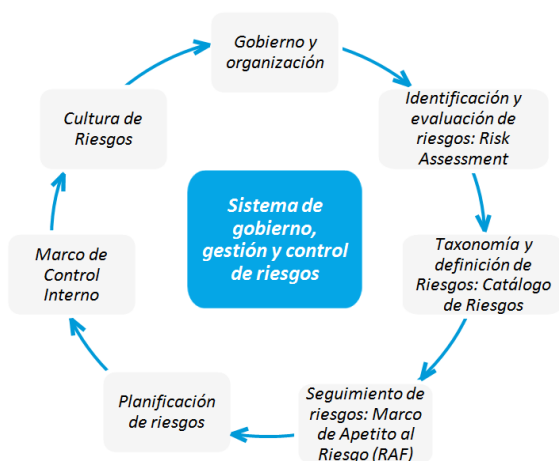 Gobierno y
organización
Identificación y
evaluación de
riesgos: Risk
Assessment
Taxonomía y
definición de
Riesgos: Catálogo
de Riesgos
Seguimiento de
riesgos: Marco
de Apetito al
Riesgo (RAF)
Planificación
de riesgos
Marco de
Control
Interno
Cultura de
Riesgos
Sistema de
gobierno,
gestión y control
de riesgos